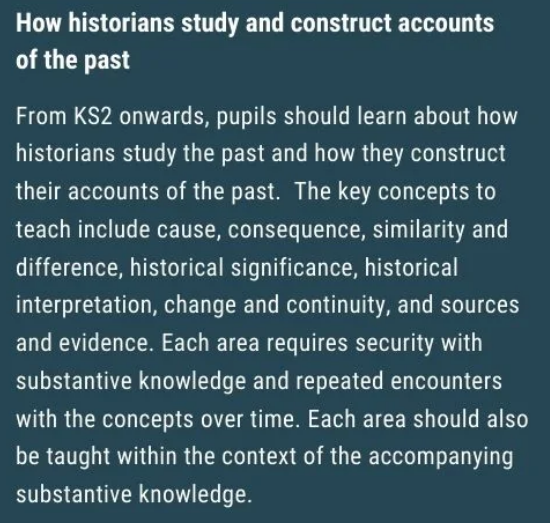 How historians study and construct accounts
of the past
From KS2 onwards, pupils should learn about how
historians study the past and how they construct
their accounts of the past.  The key concepts to
teach include cause, consequence, similarity and
difference, historical significance, historical
interpretation, change and continuity, and sources
and evidence. Each area requires security with
substantive knowledge and repeated encounters
with the concepts over time. Each area should also
be taught within the context of the accompanying
substantive knowledge.